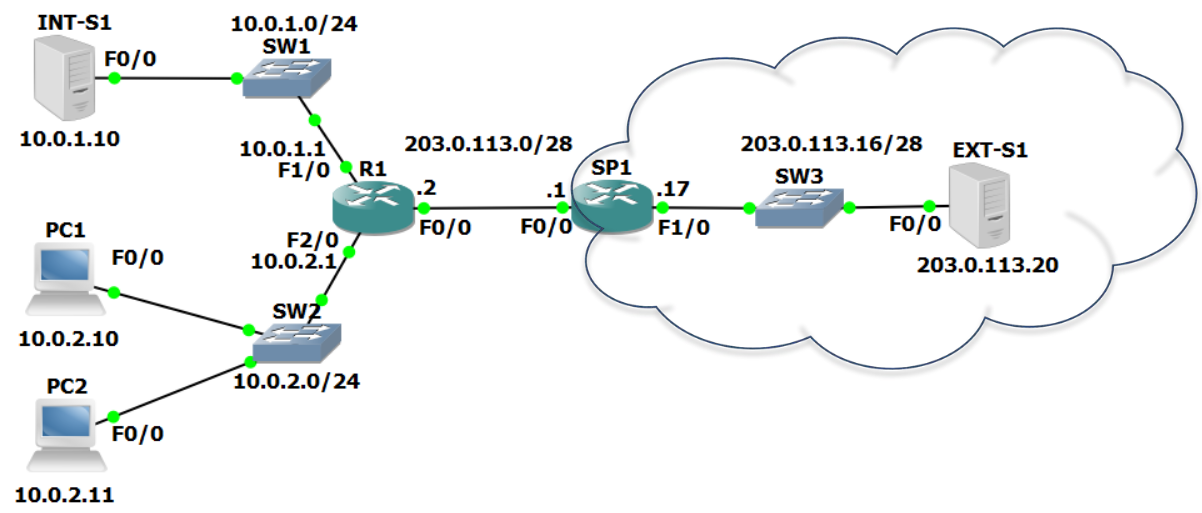 INT-S1
10.0.1.0/24
SW1
F0/0
10.0.1.10
10.0.1.1
F1/0
R1
203.0.113.0/28
SP1
203.0.113.16/28
EXT-S1
SW3
.2
.1
.17
F0/0
F0/0
F1/0
F0/0
203.0.113.20
PC1
F0/0
F2/0
10.0.2.1
10.0.2.10
SW2
10.0.2.0/24
PC2
F0/0
10.0.2.11